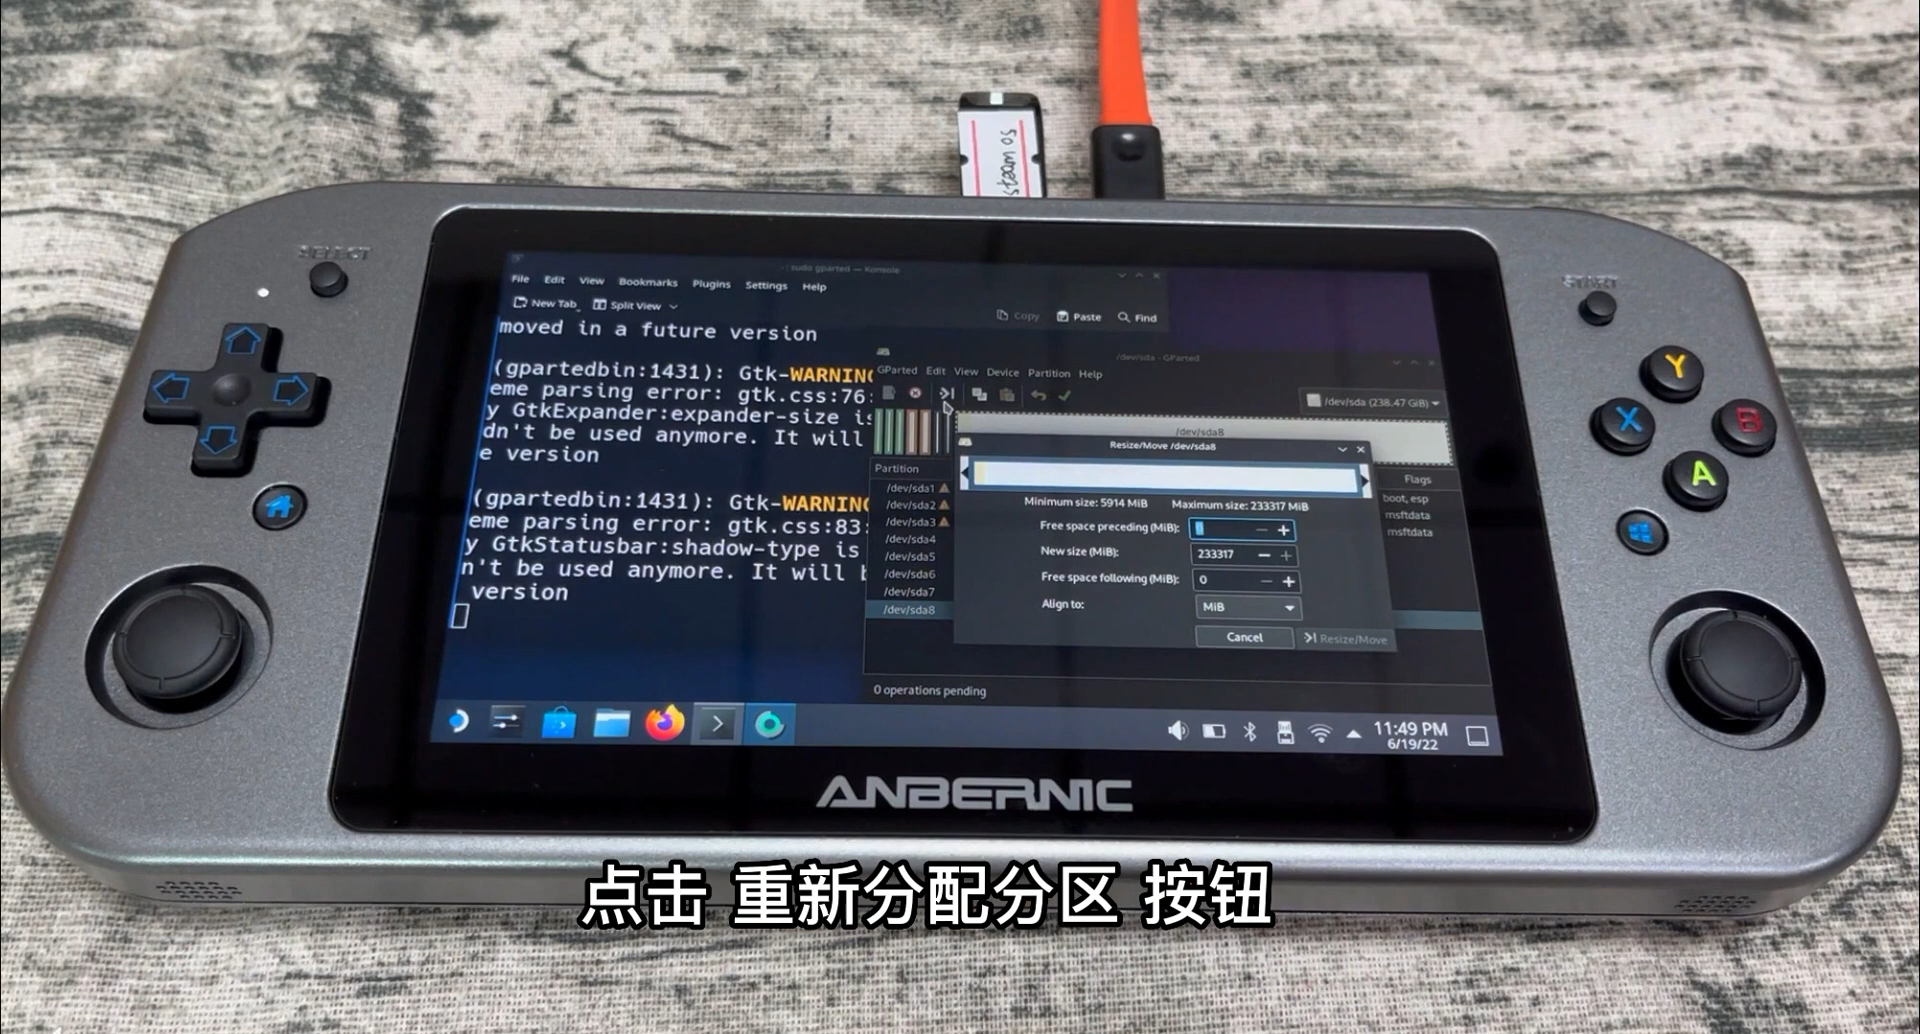 steam OS
SELECT
START
: sudo gparted — Konsole
File Edit View Bookmarks Plugins Settings Help
New Tab Split View
Copy Paste Find
moved in a future version
(gpartedbin:1431): Gtk-WARNING
eme parsing error: gtk.css:76:
y GtkExpander:expander-size is
dn't be used anymore. It will
e version
(gpartedbin:1431): Gtk-WARNING
eme parsing error: gtk.css:83:
y GtkStatusbar:shadow-type is
n't be used anymore. It will b
version
/dev/sda - GParted
GParted Edit View Device Partition Help
/dev/sda (238.47 GiB)
/dev/sda8
Partition
Flags
/dev/sda1
boot, esp
/dev/sda2
msftdata
/dev/sda3
msftdata
/dev/sda4
/dev/sda5
/dev/sda6
/dev/sda7
/dev/sda8
Resize/Move /dev/sda8
Minimum size: 5914 MiB Maximum size: 233317 MiB
Free space preceding (MiB): 0
New size (MiB): 233317
Free space following (MiB): 0
Align to: MiB
Cancel Resize/Move
0 operations pending
11:49 PM
6/19/22
Y
X
B
A
ANBERNIC
点击 重新分配分区 按钮